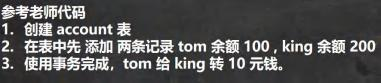 参考老师代码
1. 创建 account 表
2. 在表中先 添加 两条记录 tom 余额 100 , king 余额 200
3. 使用事务完成，tom 给 king 转 10 元钱。